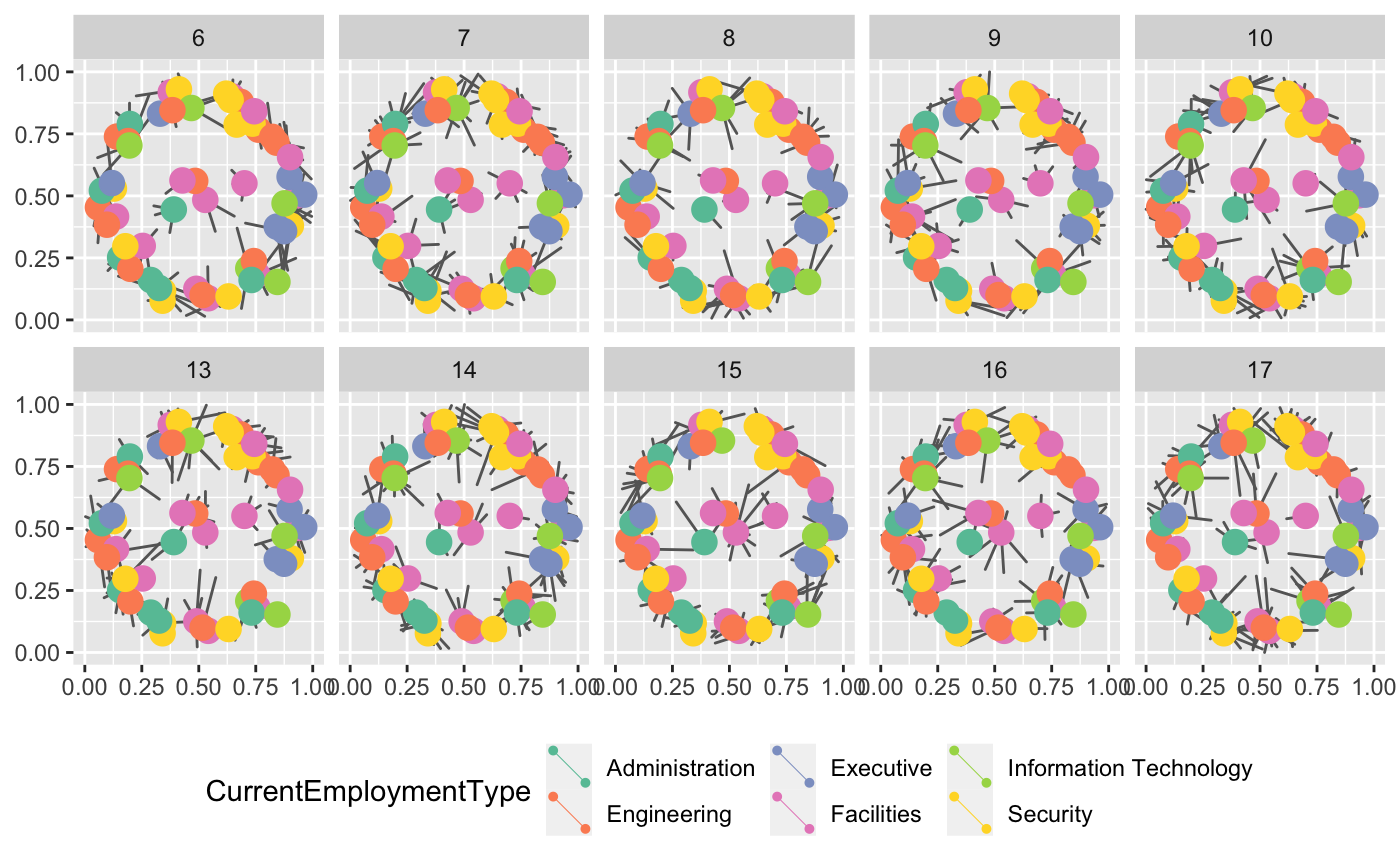 6 7 8 9 10
1.00
0.75
0.50
0.25
0.00
13 14 15 16 17
1.00
0.75
0.50
0.25
0.00
0.00 0.25 0.50 0.75 1.00 0.00 0.25 0.50 0.75 1.00 0.00 0.25 0.50 0.75 1.00 0.00 0.25 0.50 0.75 1.00 0.00 0.25 0.50 0.75 1.00
Administration Executive Information Technology
CurrentEmploymentType
Engineering Facilities Security